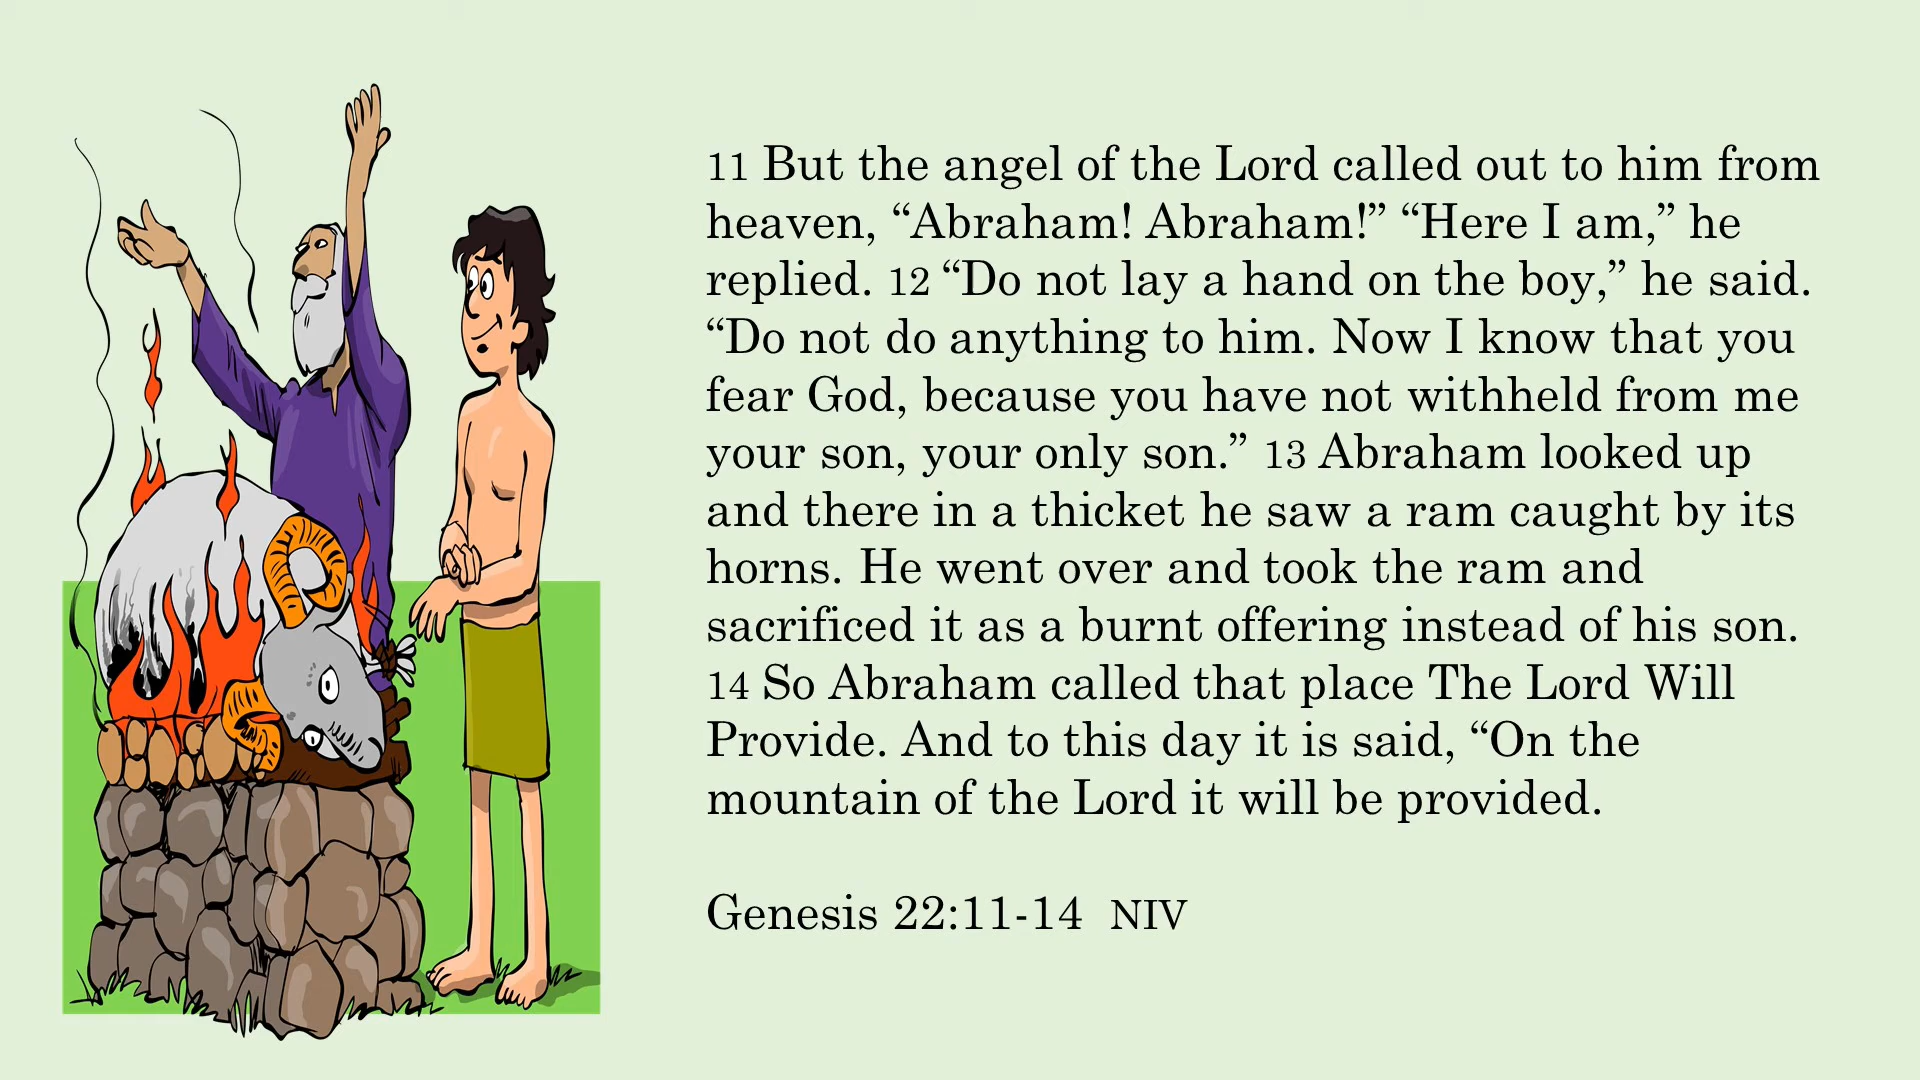 11 But the angel of the Lord called out to him from
heaven, “Abraham! Abraham!” “Here I am,” he
replied. 12 “Do not lay a hand on the boy,” he said.
“Do not do anything to him. Now I know that you
fear God, because you have not withheld from me
your son, your only son.” 13 Abraham looked up
and there in a thicket he saw a ram caught by its
horns. He went over and took the ram and
sacrificed it as a burnt offering instead of his son.
14 So Abraham called that place The Lord Will
Provide. And to this day it is said, “On the
mountain of the Lord it will be provided.
Genesis 22:11-14 NIV